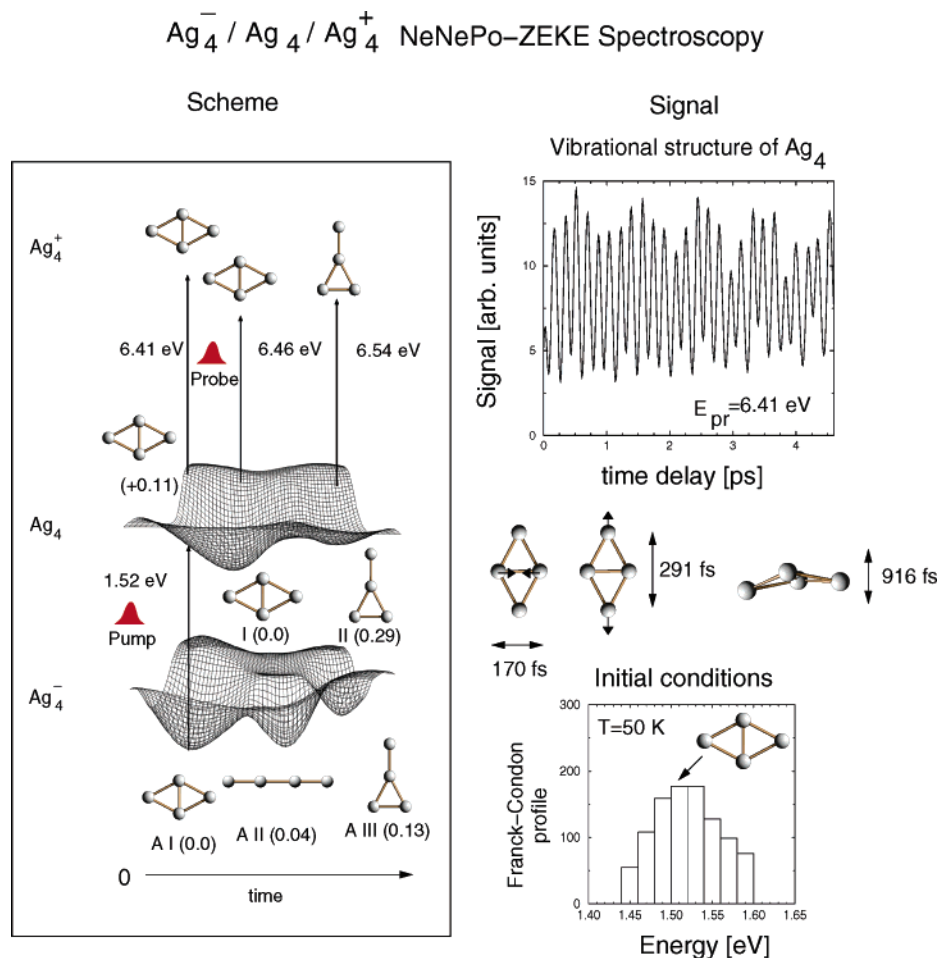 Ag4− / Ag4 / Ag4+ NeNePo–ZEKE Spectroscopy
Scheme
Ag4+
6.41 eV
6.46 eV
6.54 eV
Probe
(+0.11)
Ag4
1.52 eV
Pump
I (0.0)
II (0.29)
Ag4−
A I (0.0)
A II (0.04)
A III (0.13)
0
time
Signal
Vibrational structure of Ag4
Signal [arb. units]
15
10
5
0
E pr=6.41 eV
0 1 2 3 4
time delay [ps]
291 fs
916 fs
170 fs
Initial conditions
Franck–Condon
profile
300
200
100
0
T=50 K
1.40 1.45 1.50 1.55 1.60 1.65
Energy [eV]